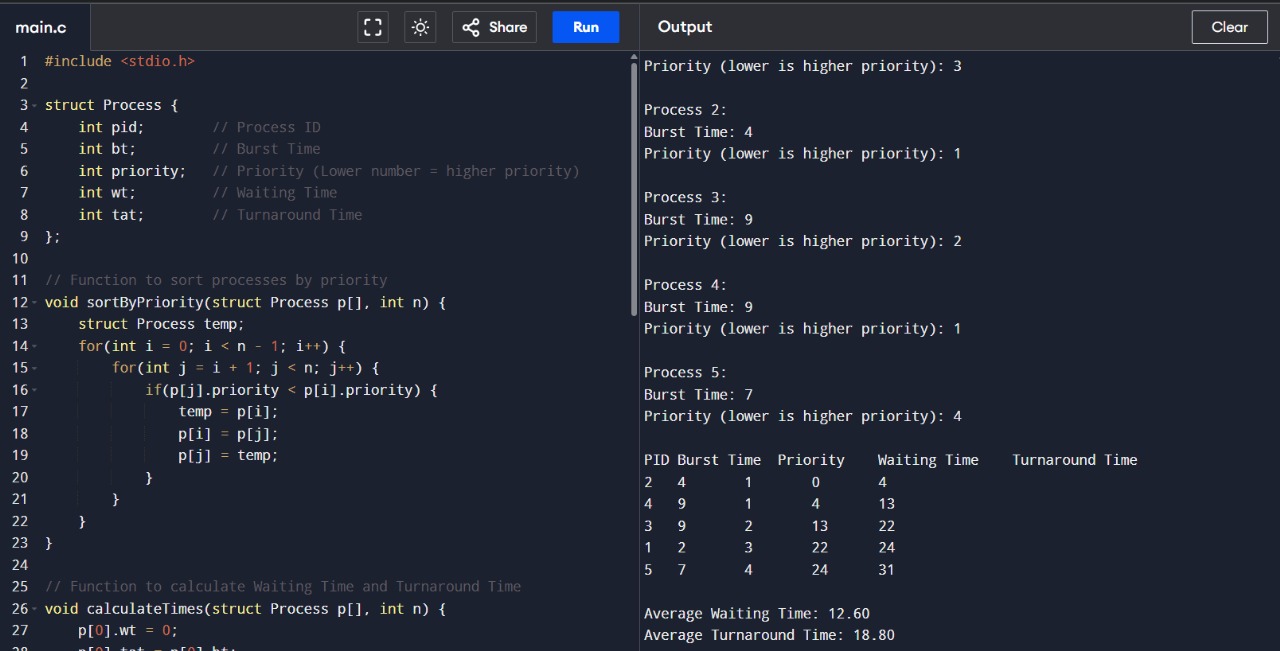 main.c
Share
Run
Output
Clear
1 #include <stdio.h>
2
3 struct Process {
4     int pid;        // Process ID
5     int bt;         // Burst Time
6     int priority;   // Priority (Lower number = higher priority)
7     int wt;         // Waiting Time
8     int tat;        // Turnaround Time
9 };
10
11 // Function to sort processes by priority
12 void sortByPriority(struct Process p[], int n) {
13     struct Process temp;
14     for(int i = 0; i < n - 1; i++) {
15         for(int j = i + 1; j < n; j++) {
16             if(p[j].priority < p[i].priority) {
17                 temp = p[i];
18                 p[i] = p[j];
19                 p[j] = temp;
20             }
21         }
22     }
23 }
24
25 // Function to calculate Waiting Time and Turnaround Time
26 void calculateTimes(struct Process p[], int n) {
27     p[0].wt = 0;
28     p[0].tat = p[0].bt;
Priority (lower is higher priority): 3
Process 2:
Burst Time: 4
Priority (lower is higher priority): 1
Process 3:
Burst Time: 9
Priority (lower is higher priority): 2
Process 4:
Burst Time: 9
Priority (lower is higher priority): 1
Process 5:
Burst Time: 7
Priority (lower is higher priority): 4
PID Burst Time  Priority    Waiting Time    Turnaround Time
2   4       1       0       4
4   9       1       4       13
3   9       2       13      22
1   2       3       22      24
5   7       4       24      31
Average Waiting Time: 12.60
Average Turnaround Time: 18.80